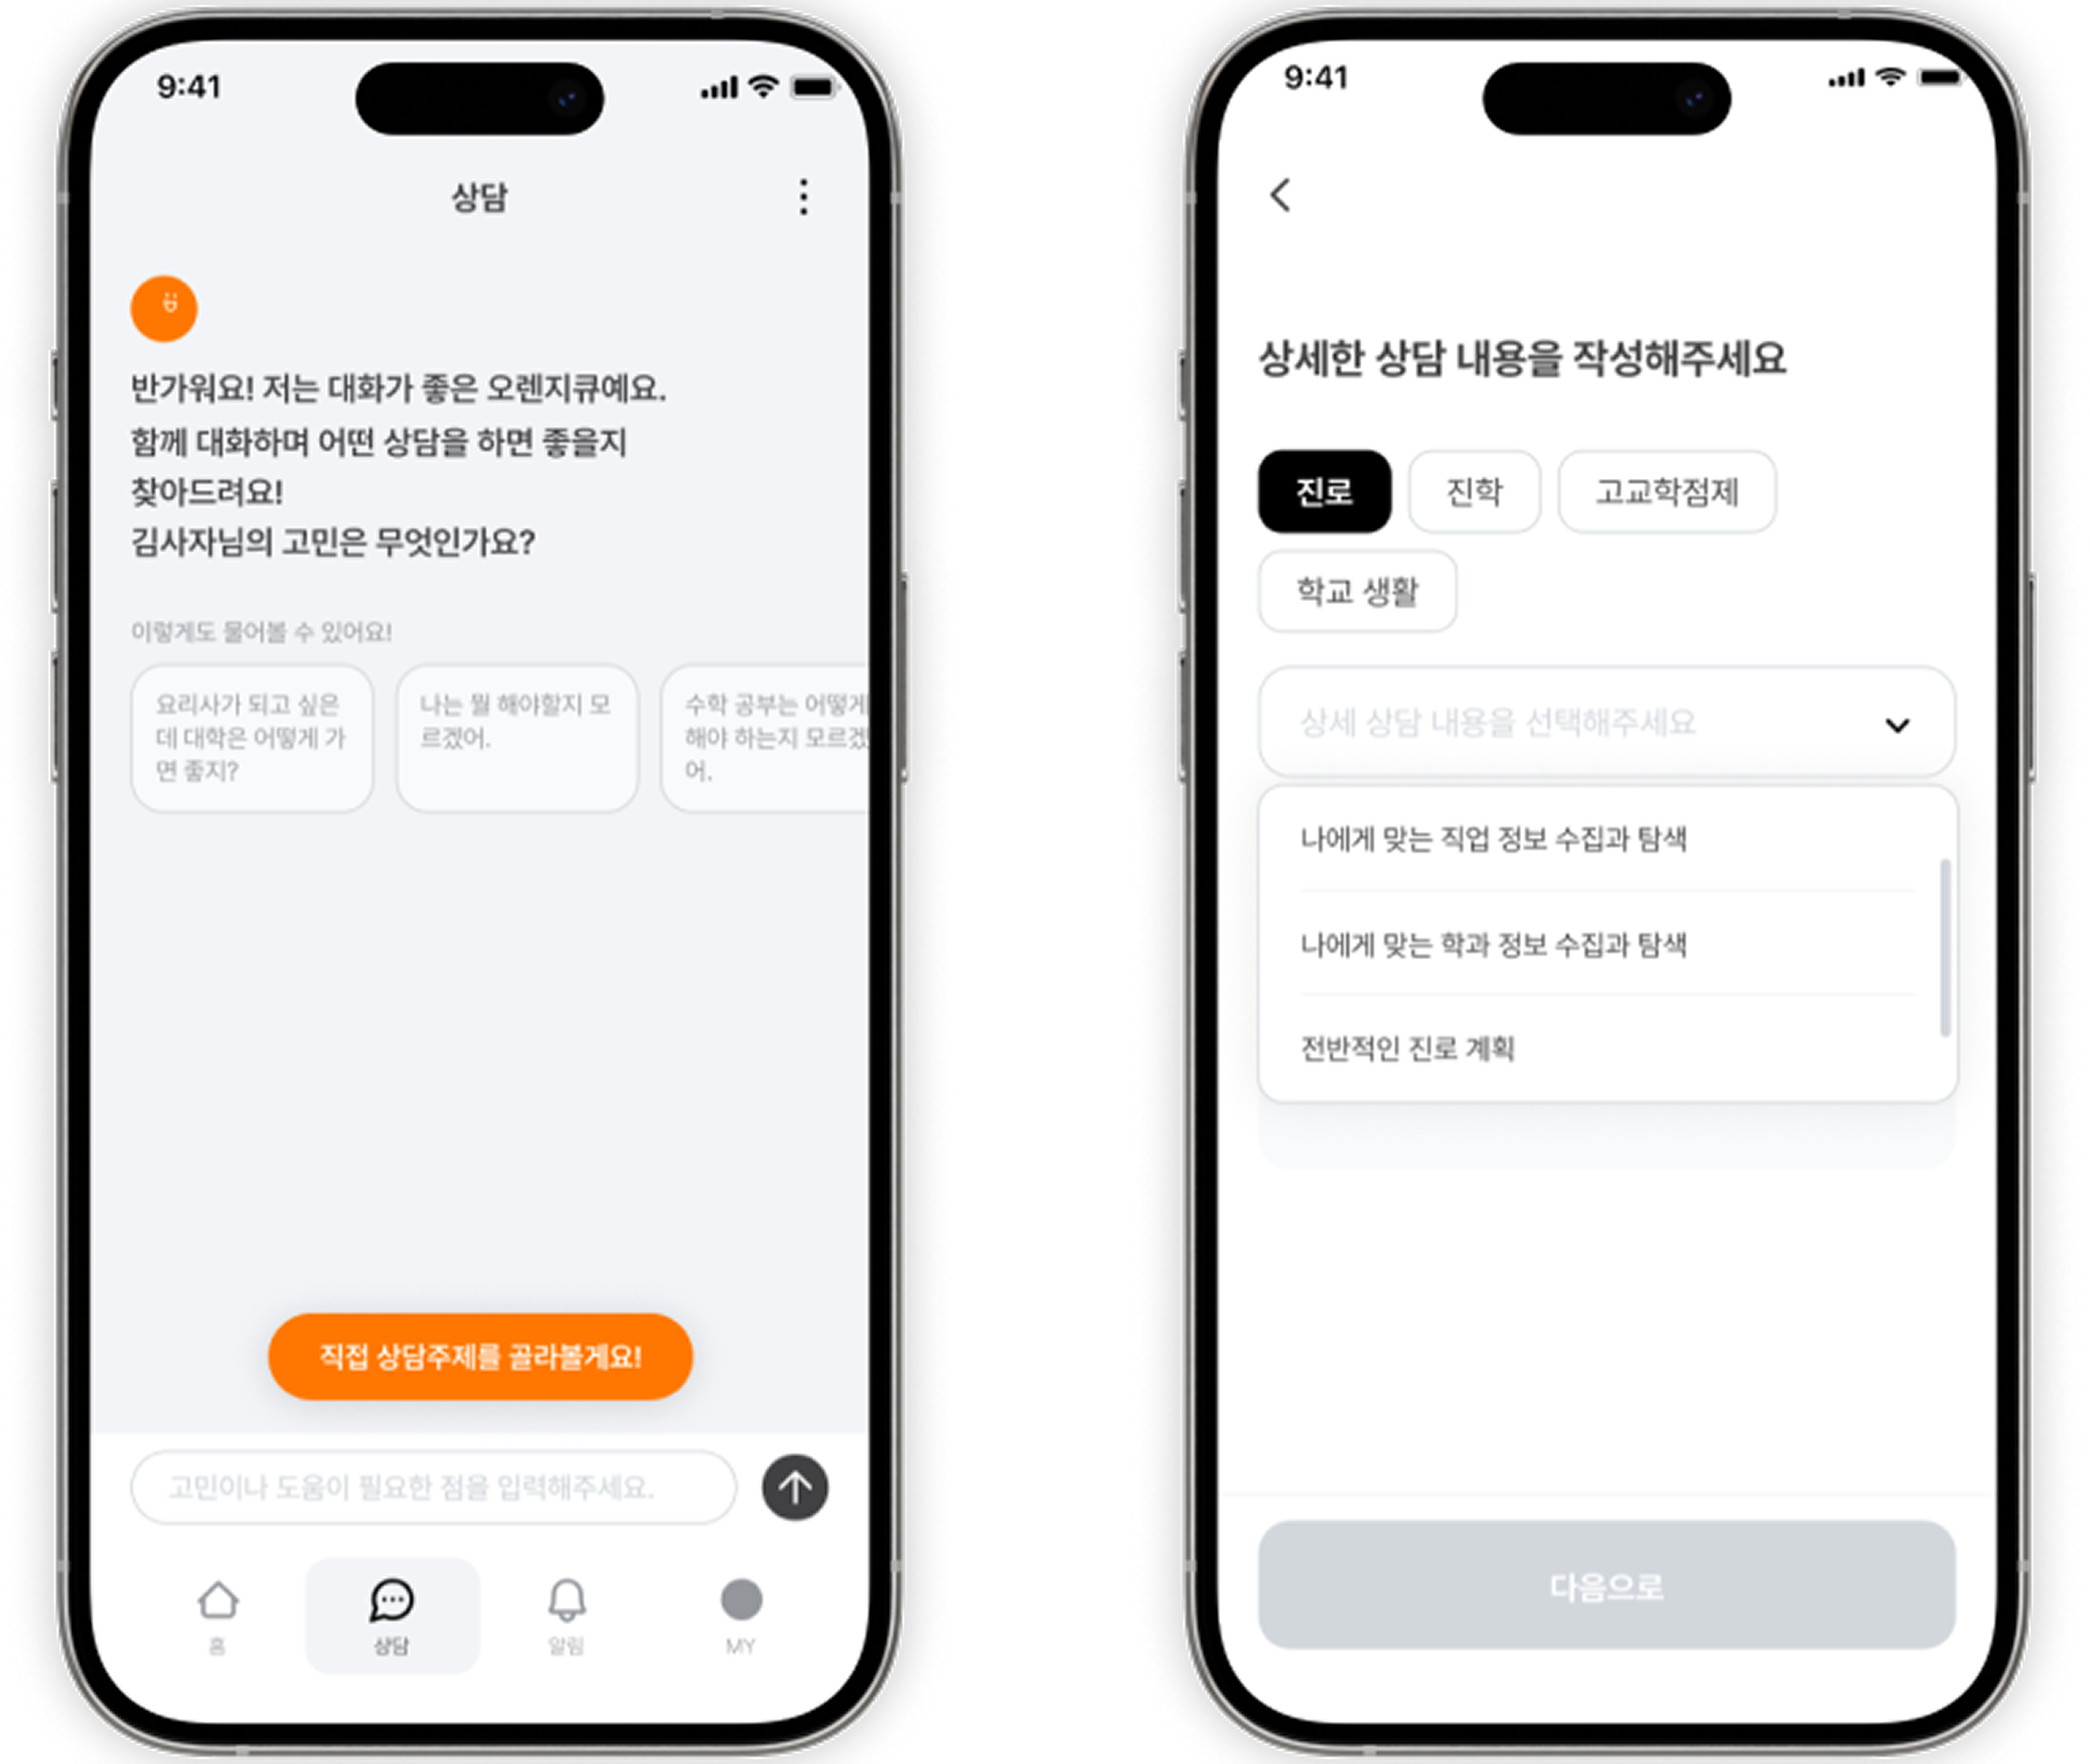 9:41
상담
반가워요! 저는 대화가 좋은 오렌지큐예요.
함께 대화하며 어떤 상담을 하면 좋을지
찾아드려요!
김사자님의 고민은 무엇인가요?
이렇게도 물어볼 수 있어요!
요리사가 되고 싶은
데 대학은 어떻게 가
면 좋지?
나는 뭘 해야할지 모
르겠어.
수학 공부는 어떻게
해야 하는지 모르겠
어.
직접 상담주제를 골라볼게요!
고민이나 도움이 필요한 점을 입력해주세요.
홈
상담
알림
MY
9:41
상세한 상담 내용을 작성해주세요
진로
진학
고교학점제
학교 생활
상세 상담 내용을 선택해주세요
나에게 맞는 직업 정보 수집과 탐색
나에게 맞는 학과 정보 수집과 탐색
전반적인 진로 계획
다음으로